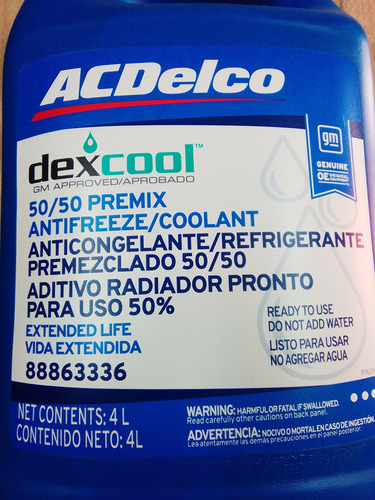 ACDelco
gm
GENUINE
OE ORIGINAL EQUIPMENT
dexcool™
GM APPROVED/APROBADO
50/50 PREMIX
ANTIFREEZE/COOLANT
ANTICONGELANTE/REFRIGERANTE
PREMEZCLADO 50/50
ADITIVO RADIADOR PRONTO
PARA USO 50%
EXTENDED LIFE
VIDA EXTENDIDA
88863336
READY TO USE
DO NOT ADD WATER
LISTO PARA USAR
NO AGREGAR AGUA
NET CONTENTS: 4 L
CONTENIDO NETO: 4L
WARNING: HARMFUL OR FATAL IF SWALLOWED.
Read carefully other cautions on back panel.
ADVERTENCIA: NOCIVO O MORTAL EN CASO DE INGESTIÓN.
Lea atentamente las demás precauciones en el panel posterior.